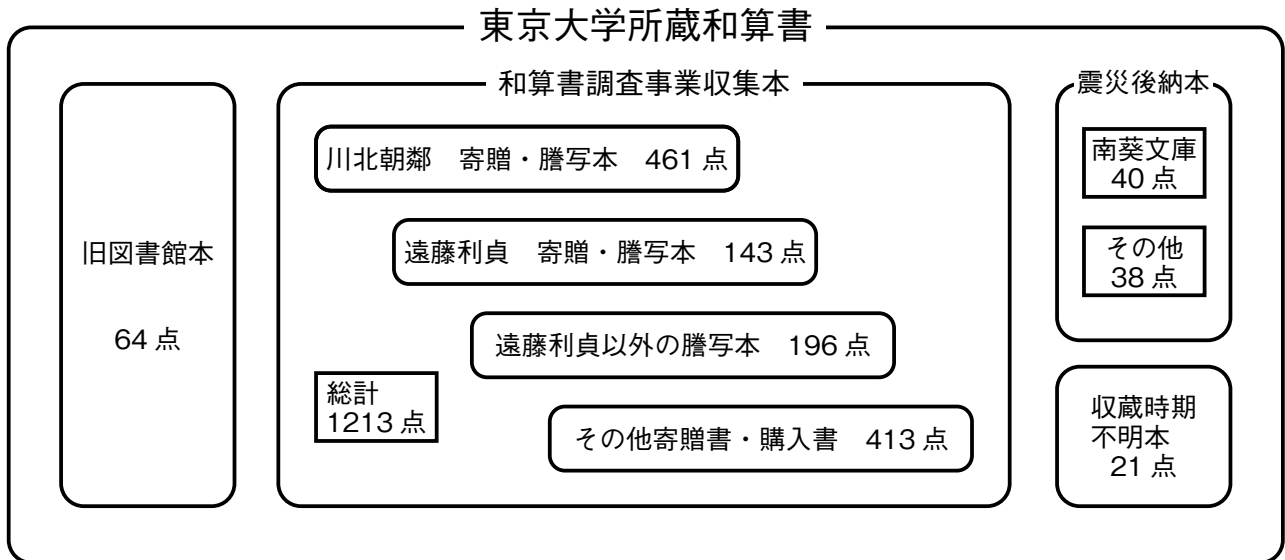 東京大学所蔵和算書
旧図書館本
64 点
和算書調査事業収集本
川北朝鄰　寄贈・謄写本　461 点
遠藤利貞　寄贈・謄写本　143 点
遠藤利貞以外の謄写本　196 点
総計
1213 点
その他寄贈書・購入書　413 点
震災後納本
南葵文庫
40 点
その他
38 点
収蔵時期
不明本
21 点